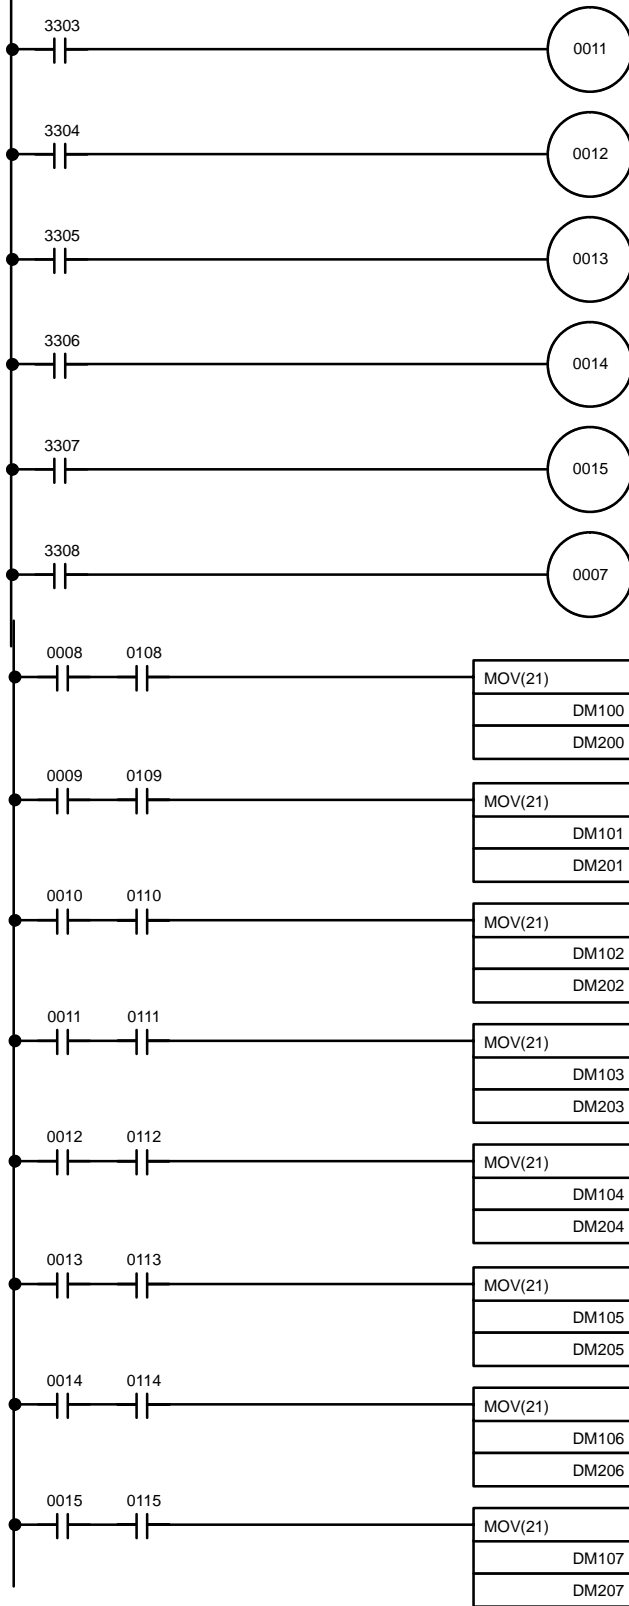 3303
0011
3304
0012
3305
0013
3306
0014
3307
0015
3308
0007
0008 0108
MOV(21)
DM100
DM200
0009 0109
MOV(21)
DM101
DM201
0010 0110
MOV(21)
DM102
DM202
0011 0111
MOV(21)
DM103
DM203
0012 0112
MOV(21)
DM104
DM204
0013 0113
MOV(21)
DM105
DM205
0014 0114
MOV(21)
DM106
DM206
0015 0115
MOV(21)
DM107
DM207